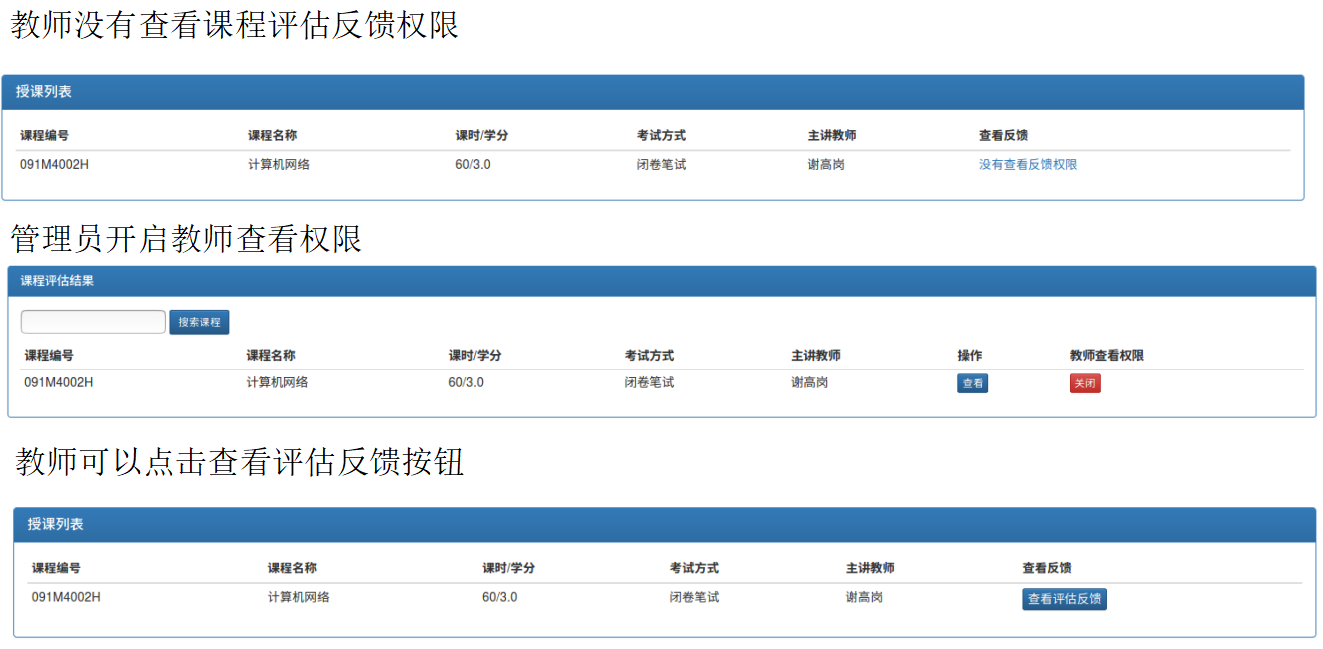 教师没有查看课程评估反馈权限
授课列表
课程编号 课程名称 课时/学分 考试方式 主讲教师 查看反馈
091M4002H 计算机网络 60/3.0 闭卷笔试 谢高岗 没有查看反馈权限
管理员开启教师查看权限
课程评估结果
搜索课程
课程编号 课程名称 课时/学分 考试方式 主讲教师 操作 教师查看权限
091M4002H 计算机网络 60/3.0 闭卷笔试 谢高岗 查看 关闭
教师可以点击查看评估反馈按钮
授课列表
课程编号 课程名称 课时/学分 考试方式 主讲教师 查看反馈
091M4002H 计算机网络 60/3.0 闭卷笔试 谢高岗 查看评估反馈